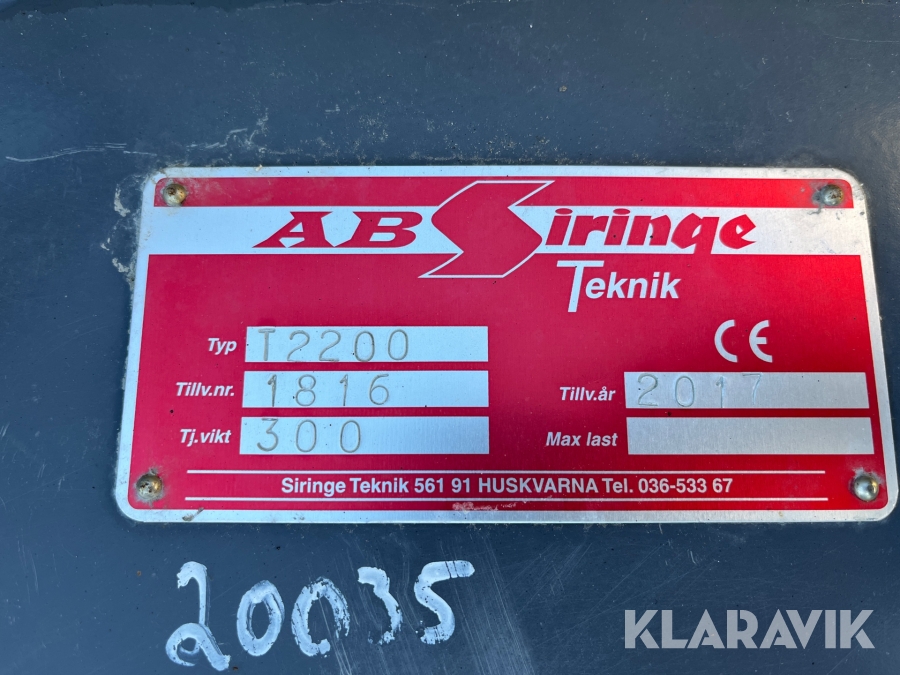 AB Siringe
Teknik
Typ T2200
CE
Tillv.nr. 1816 Tillv.år 2017
Tj.vikt 300 Max last
Siringe Teknik 561 91 HUSKVARNA Tel. 036-533 67
20035
KLARAVIK